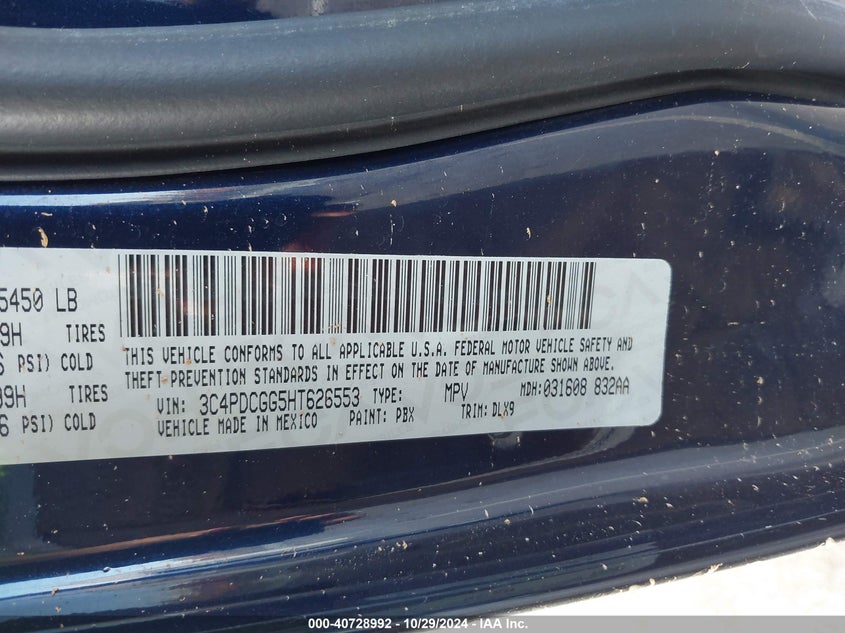 5450 LB
9H TIRES
PSI) COLD
99H TIRES
6 PSI) COLD
THIS VEHICLE CONFORMS TO ALL APPLICABLE U.S.A. FEDERAL MOTOR VEHICLE SAFETY AND
THEFT PREVENTION STANDARDS IN EFFECT ON THE DATE OF MANUFACTURE SHOWN ABOVE.
VIN: 3C4PDCGG5HT626553 TYPE: MPV MDH: 031608 832AA
VEHICLE MADE IN MEXICO PAINT: PBX TRIM: DLX9
000-40728992 - 10/29/2024 - IAA Inc.